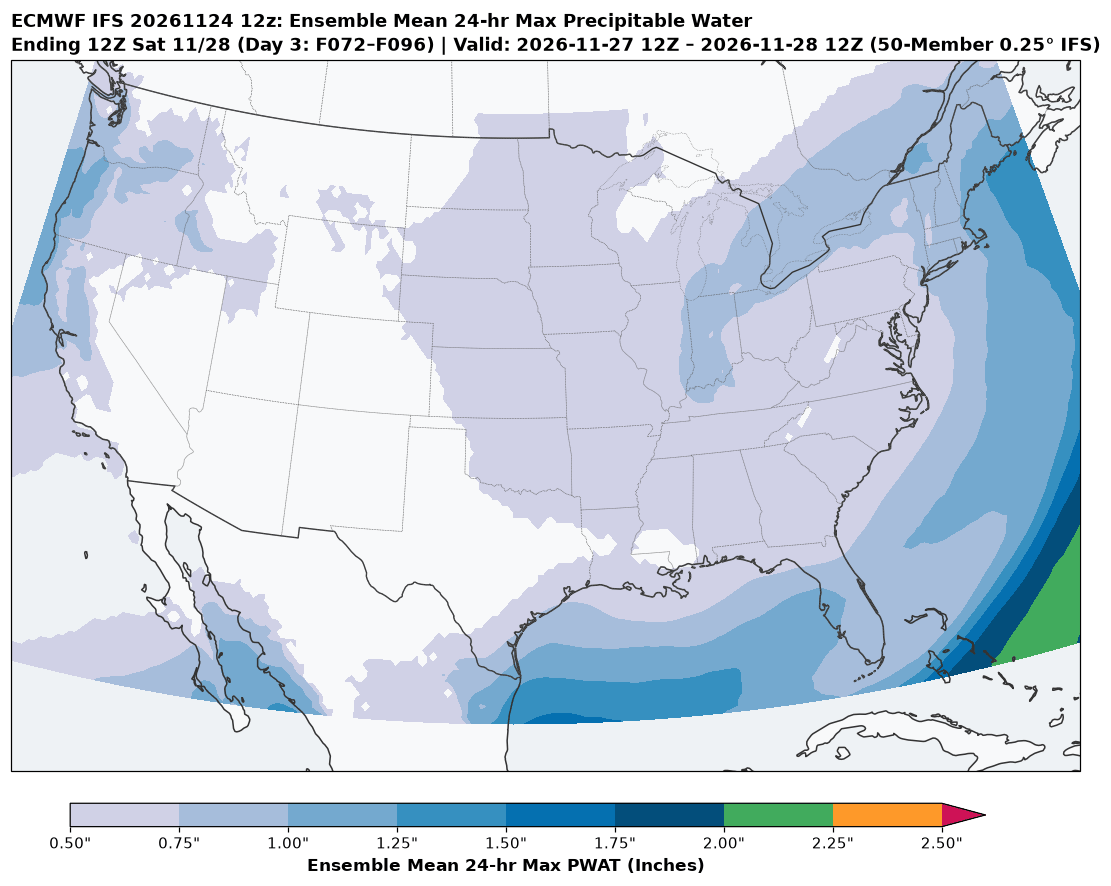 ECMWF IFS 20261124 12z: Ensemble Mean 24-hr Max Precipitable Water
Ending 12Z Sat 11/28 (Day 3: F072–F096) | Valid: 2026-11-27 12Z – 2026-11-28 12Z (50-Member 0.25° IFS)
0.50" 0.75" 1.00" 1.25" 1.50" 1.75" 2.00" 2.25" 2.50"
Ensemble Mean 24-hr Max PWAT (Inches)